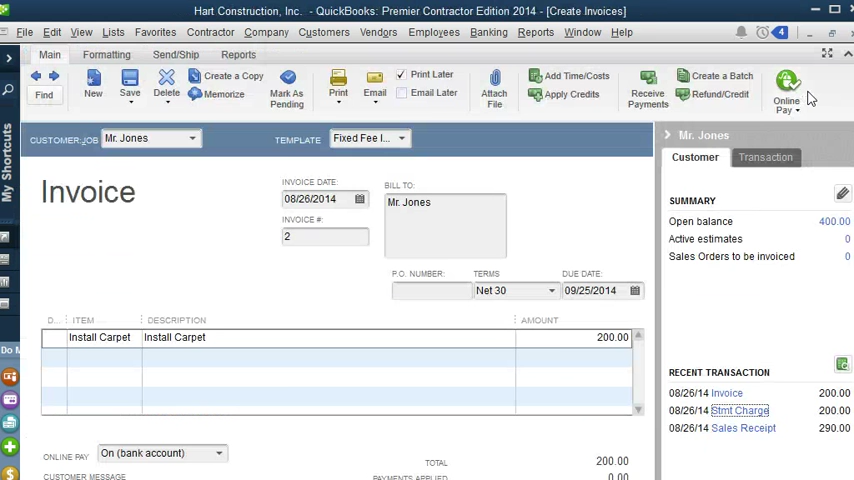 Hart Construction, Inc. - QuickBooks: Premier Contractor Edition 2014 - [Create Invoices]
File Edit View Lists Favorites Contractor Company Customers Vendors Employees Banking Reports Window Help 4
Main Formatting Send/Ship Reports
Find New Save Delete Create a Copy Memorize Mark As Pending Print Email Print Later Email Later Attach File Add Time/Costs Apply Credits Receive Payments Create a Batch Refund/Credit Online Pay
My Shortcuts
Do M
CUSTOMER:JOB Mr. Jones TEMPLATE Fixed Fee I...
Invoice
INVOICE DATE:
08/26/2014
INVOICE #:
2
BILL TO:
Mr. Jones
P.O. NUMBER: TERMS DUE DATE:
Net 30 09/25/2014
D... ITEM DESCRIPTION AMOUNT
Install Carpet Install Carpet 200.00
ONLINE PAY On (bank account)
CUSTOMER MESSAGE
TOTAL 200.00
PAYMENTS APPLIED 0.00
Mr. Jones
Customer Transaction
SUMMARY
Open balance 400.00
Active estimates 0
Sales Orders to be invoiced 0
RECENT TRANSACTION
08/26/14 Invoice 200.00
08/26/14 Stmt Charge 200.00
08/26/14 Sales Receipt 290.00